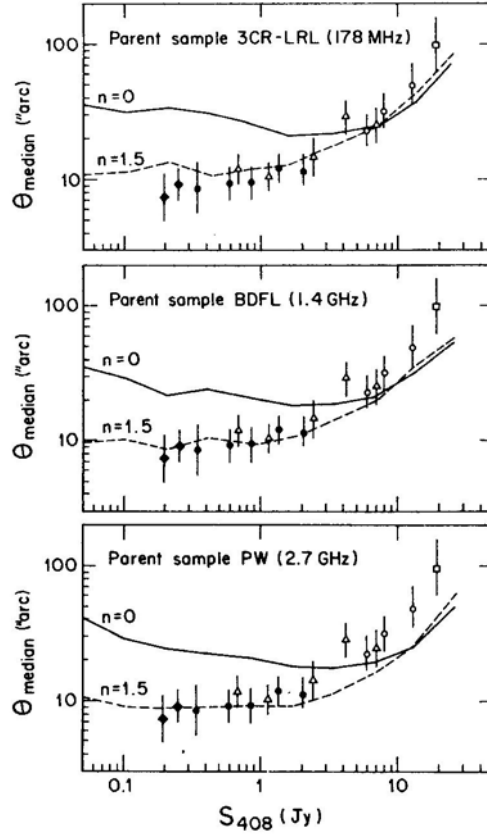 Parent sample 3CR-LRL (178 MHz)
100
n=0
n=1.5
10
θmedian ("arc)
Parent sample BDFL (1.4 GHz)
100
n=0
n=1.5
10
θmedian ("arc)
Parent sample PW (2.7 GHz)
100
n=0
n=1.5
10
θmedian ("arc)
0.1 1 10
S408 (Jy)